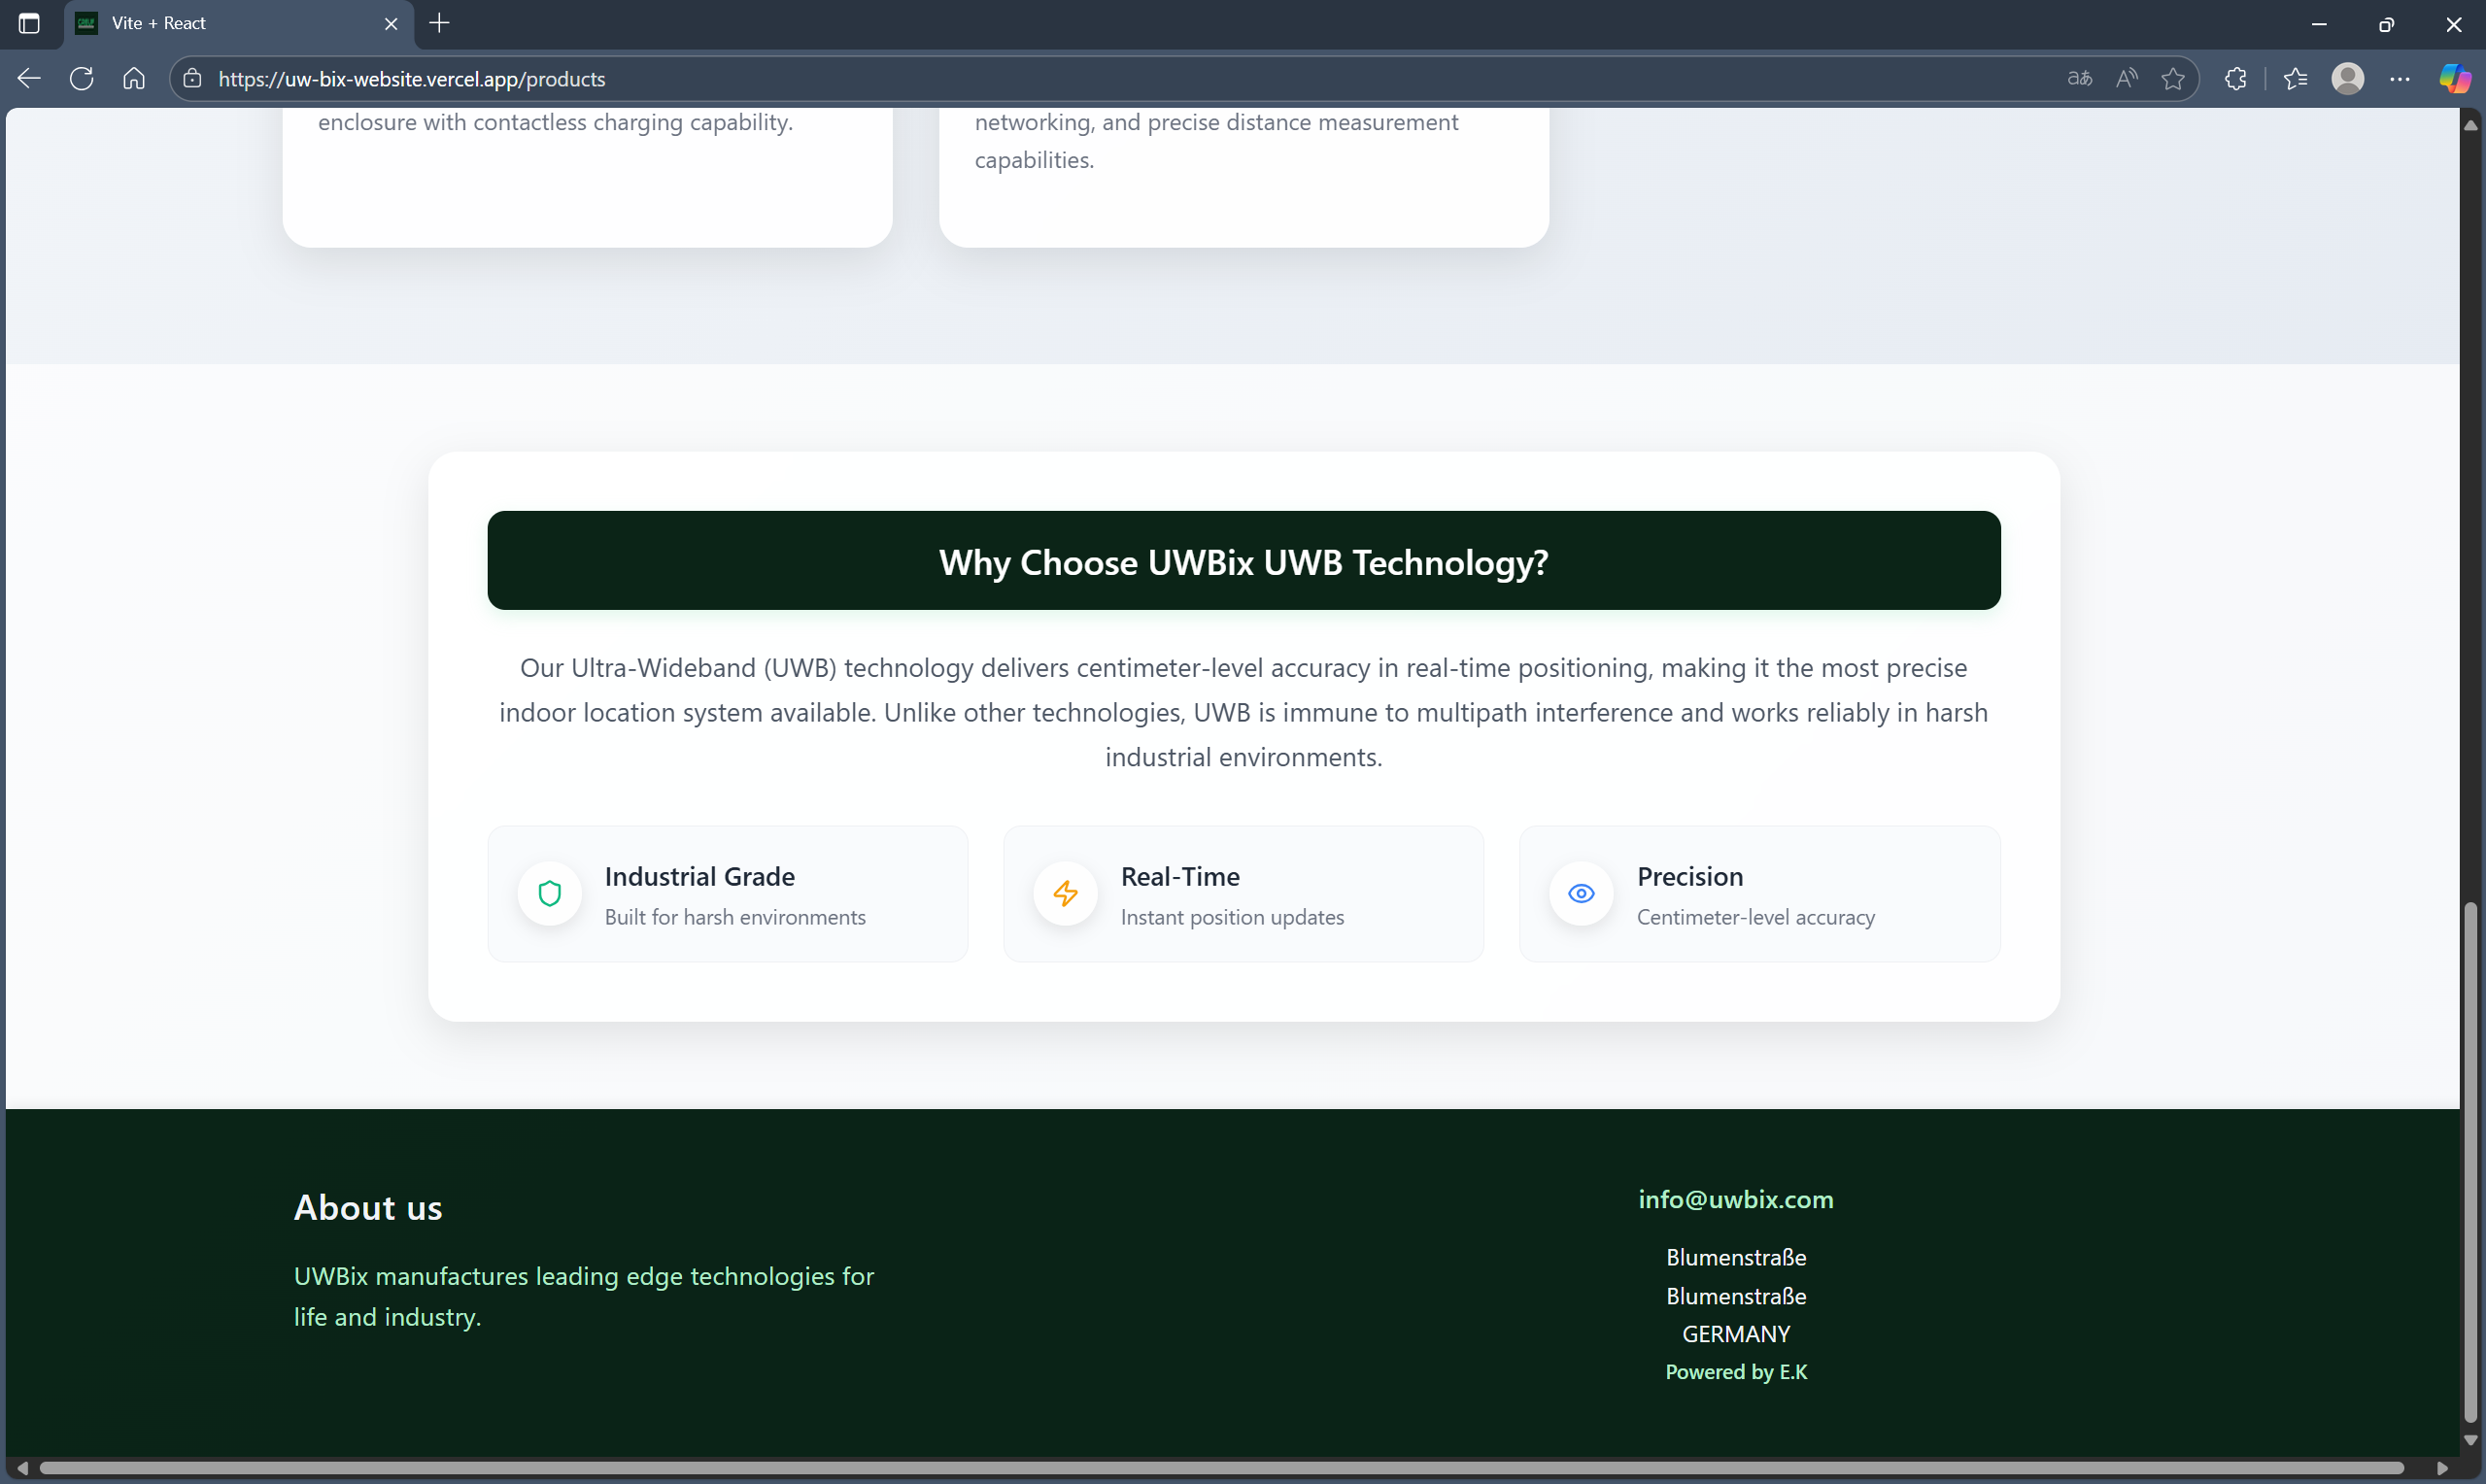 Vite + React
https://uw-bix-website.vercel.app/products
enclosure with contactless charging capability.
networking, and precise distance measurement
capabilities.
Why Choose UWBix UWB Technology?
Our Ultra-Wideband (UWB) technology delivers centimeter-level accuracy in real-time positioning, making it the most precise
indoor location system available. Unlike other technologies, UWB is immune to multipath interference and works reliably in harsh
industrial environments.
Industrial Grade
Built for harsh environments
Real-Time
Instant position updates
Precision
Centimeter-level accuracy
About us
UWBix manufactures leading edge technologies for
life and industry.
info@uwbix.com
Blumenstraße
Blumenstraße
GERMANY
Powered by E.K